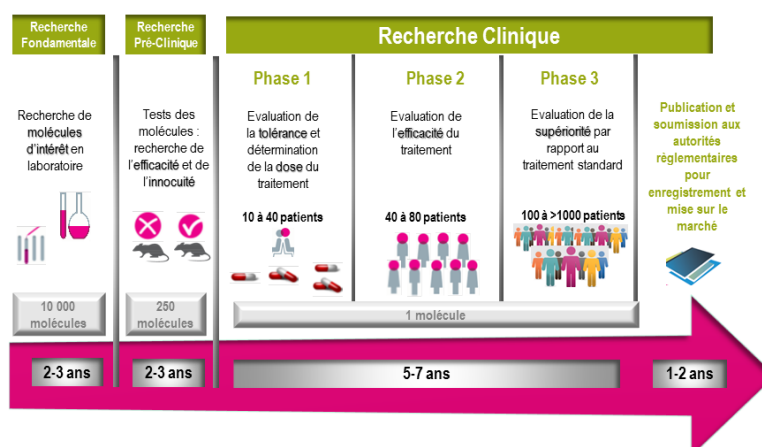 Recherche
Fondamentale
Recherche
Pré-Clinique
Recherche Clinique
Recherche de
molécules
d'intérêt en
laboratoire
Tests des
molécules :
recherche de
l'efficacité et de
l'innocuité
Phase 1
Evaluation de
la tolérance et
détermination
de la dose du
traitement
10 à 40 patients
Phase 2
Evaluation de
l'efficacité du
traitement
40 à 80 patients
Phase 3
Evaluation de la
supériorité par
rapport au
traitement standard
100 à >1000 patients
Publication et
soumission aux
autorités
règlementaires
pour
enregistrement et
mise sur le
marché
10 000
molécules
250
molécules
1 molécule
2-3 ans
2-3 ans
5-7 ans
1-2 ans